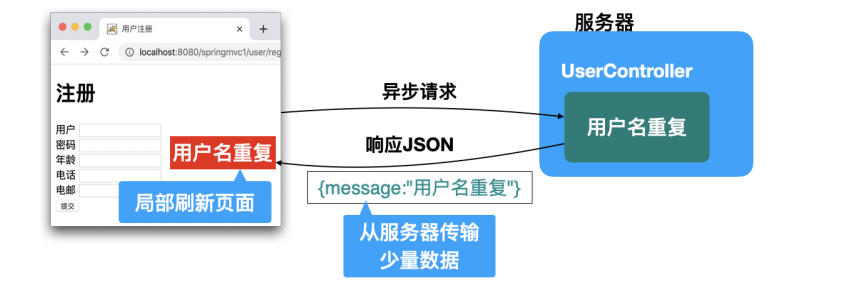 用户注册
localhost:8080/springmvc1/user/reg
注册
用户
密码
年龄
电话
电邮
提交
用户名重复
局部刷新页面
异步请求
响应JSON
{message:"用户名重复"}
从服务器传输
少量数据
服务器
UserController
用户名重复